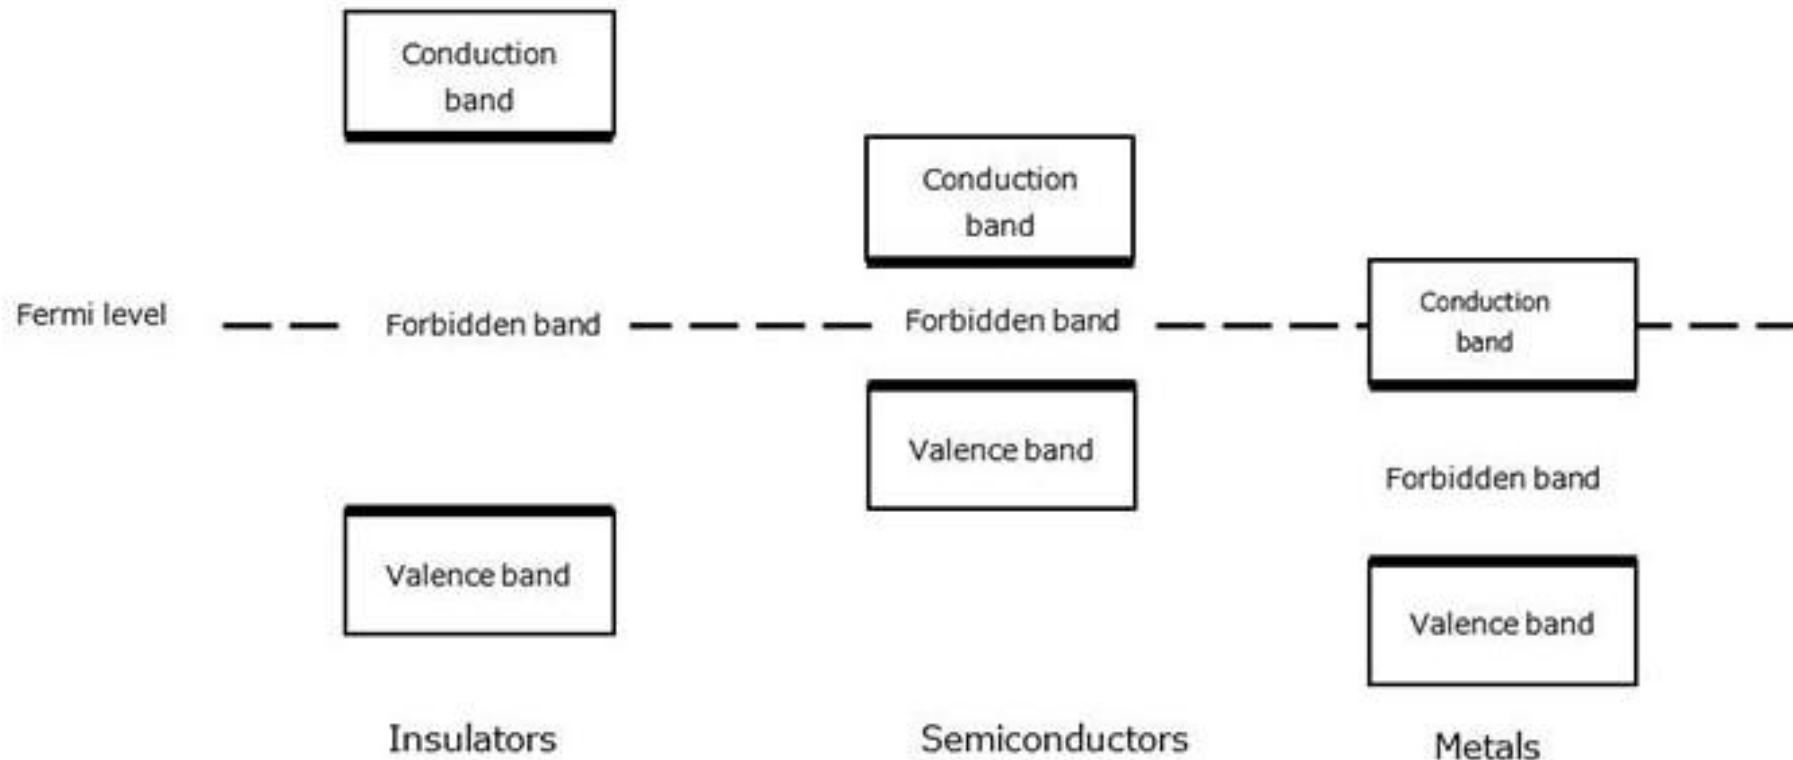 Conduction
band
Conduction
band
Fermi level
Forbidden band
Forbidden band
Conduction
band
Valence band
Forbidden band
Valence band
Valence band
Insulators
Semiconductors
Metals